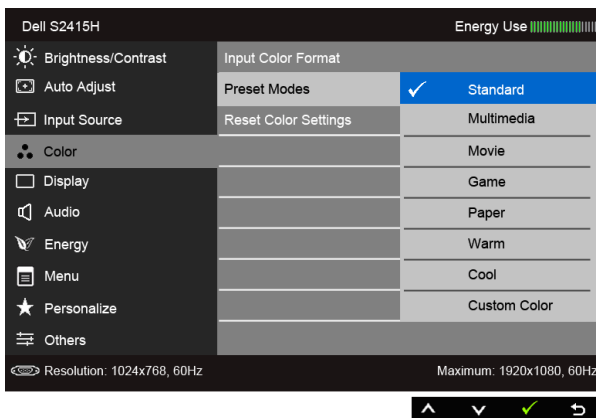 Dell S2415H Energy Use
Brightness/Contrast Input Color Format
Auto Adjust Preset Modes Standard
Input Source Reset Color Settings Multimedia
Color Movie
Display Game
Audio Paper
Energy Warm
Menu Cool
Personalize Custom Color
Others
Resolution: 1024x768, 60Hz Maximum: 1920x1080, 60Hz